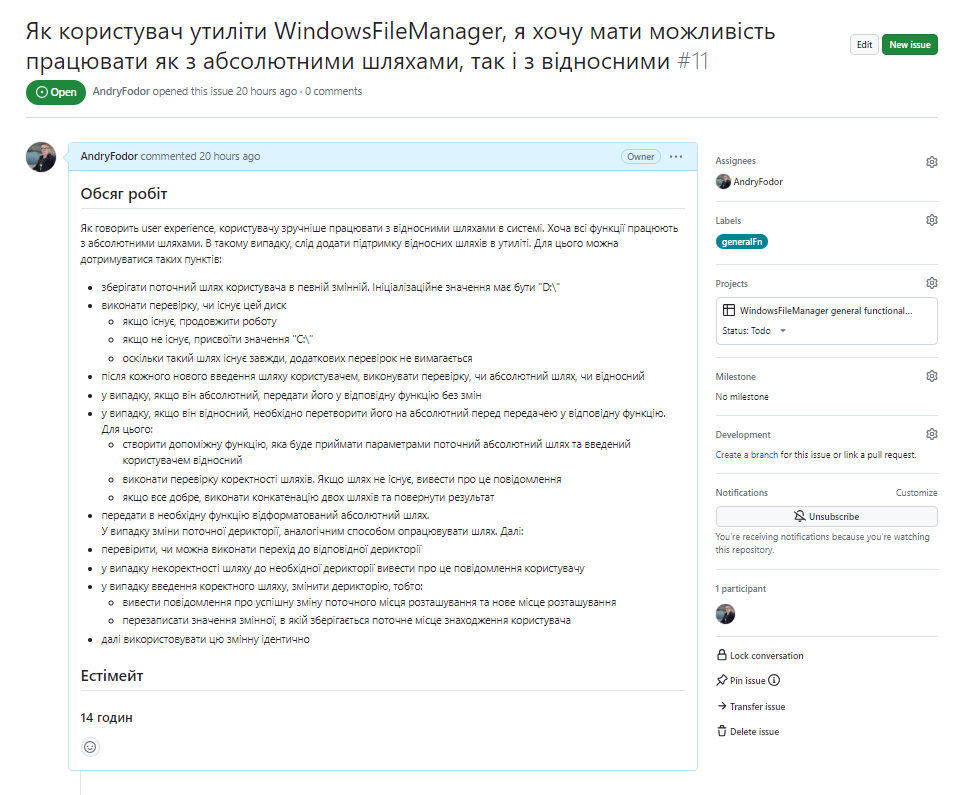 Як користувач утиліти WindowsFileManager, я хочу мати можливість
працювати як з абсолютними шляхами, так і з відносними #11
Edit
New issue
Open
AndryFodor opened this issue 20 hours ago · 0 comments
AndryFodor commented 20 hours ago
Owner
Обсяг робіт
Як говорить user experience, користувачу зручніше працювати з відносними шляхами в системі. Хоча всі функції працюють
з абсолютними шляхами. В такому випадку, слід додати підтримку відносних шляхів в утиліті. Для цього можна
дотримуватися таких пунктів:
зберігати поточний шлях користувача в певній змінній. Ініціалізаційне значення має бути "D:\"
виконати перевірку, чи існує цей диск
якщо існує, продовжити роботу
якщо не існує, присвоїти значення "C:\"
оскільки такий шлях існує завжди, додаткових перевірок не вимагається
після кожного нового введення шляху користувачем, виконувати перевірку, чи абсолютний шлях, чи відносний
у випадку, якщо він абсолютний, передати його у відповідну функцію без змін
у випадку, якщо він відносний, необхідно перетворити його на абсолютний перед передачею у відповідну функцію.
Для цього:
створити допоміжну функцію, яка буде приймати параметрами поточний абсолютний шлях та введений
користувачем відносний
виконати перевірку коректності шляхів. Якщо шлях не існує, вивести про це повідомлення
якщо все добре, виконати конкатенацію двох шляхів та повернути результат
передати в необхідну функцію відформатований абсолютний шлях.
У випадку зміни поточної дерикторії, аналогічним способом опрацьовувати шлях. Далі:
перевірити, чи можна виконати перехід до відповідної дерикторії
у випадку некоректності шляху до необхідної дерикторії вивести про це повідомлення користувачу
у випадку введення коректного шляху, змінити дерикторію, тобто:
вивести повідомлення про успішну зміну поточного місця розташування та нове місце розташування
перезаписати значення змінної, в якій зберігається поточне місце знаходження користувача
далі використовувати цю змінну ідентично
Естімейт
14 годин
Assignees
AndryFodor
Labels
generalFn
Projects
WindowsFileManager general functional...
Status: Todo
Milestone
No milestone
Development
Create a branch for this issue or link a pull request.
Notifications
Customize
Unsubscribe
You're receiving notifications because you're watching
this repository.
1 participant
Lock conversation
Pin issue
Transfer issue
Delete issue